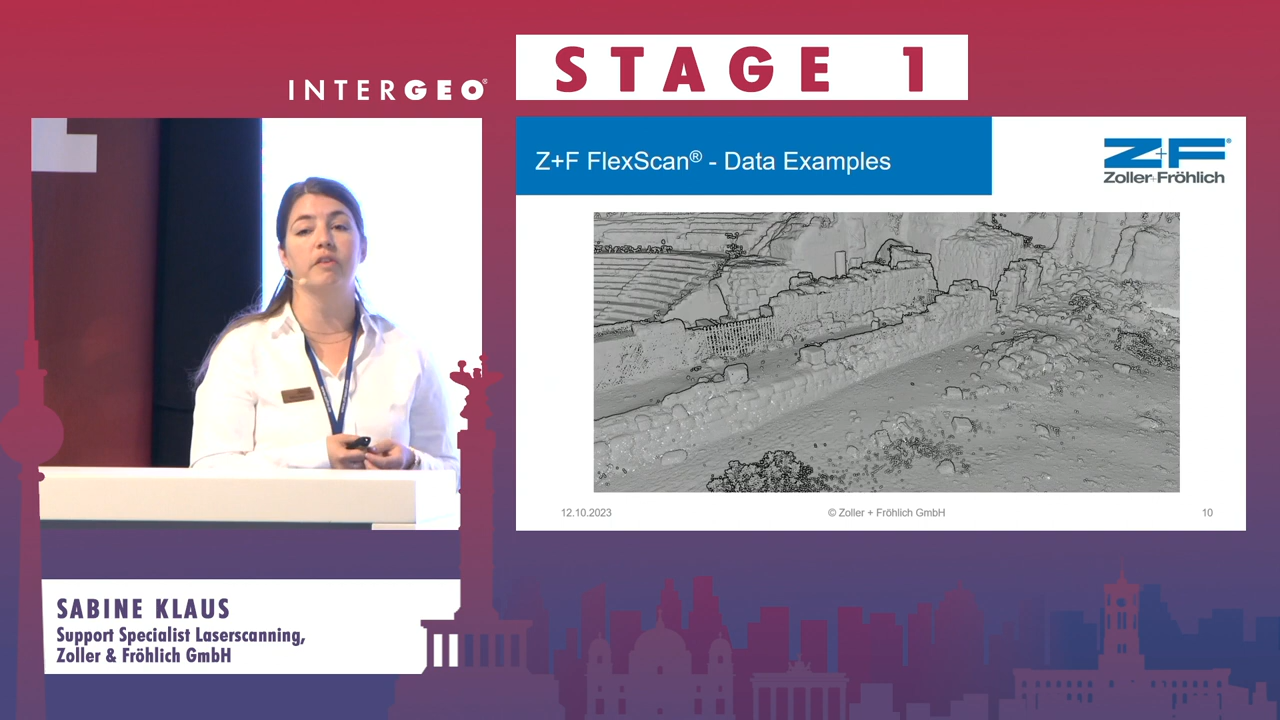 INTERGEO®
STAGE 1
Z+F FlexScan® - Data Examples
Z+F®
Zoller+Fröhlich
12.10.2023
© Zoller + Fröhlich GmbH
10
SABINE KLAUS
Support Specialist Laserscanning,
Zoller & Fröhlich GmbH